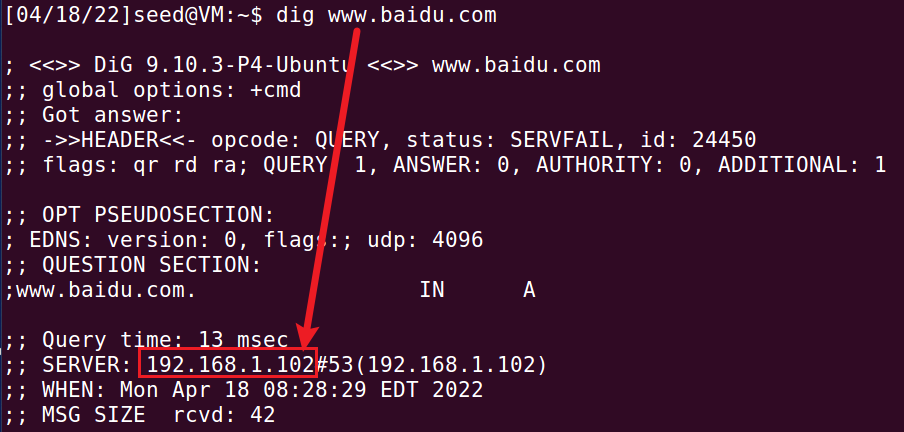 [04/18/22]seed@VM:~$ dig www.baidu.com
; <<>> DiG 9.10.3-P4-Ubuntu <<>> www.baidu.com
;; global options: +cmd
;; Got answer:
;; ->>HEADER<<- opcode: QUERY, status: SERVFAIL, id: 24450
;; flags: qr rd ra; QUERY: 1, ANSWER: 0, AUTHORITY: 0, ADDITIONAL: 1
;; OPT PSEUDOSECTION:
; EDNS: version: 0, flags:; udp: 4096
;; QUESTION SECTION:
;www.baidu.com. IN A
;; Query time: 13 msec
;; SERVER: 192.168.1.102#53(192.168.1.102)
;; WHEN: Mon Apr 18 08:28:29 EDT 2022
;; MSG SIZE rcvd: 42